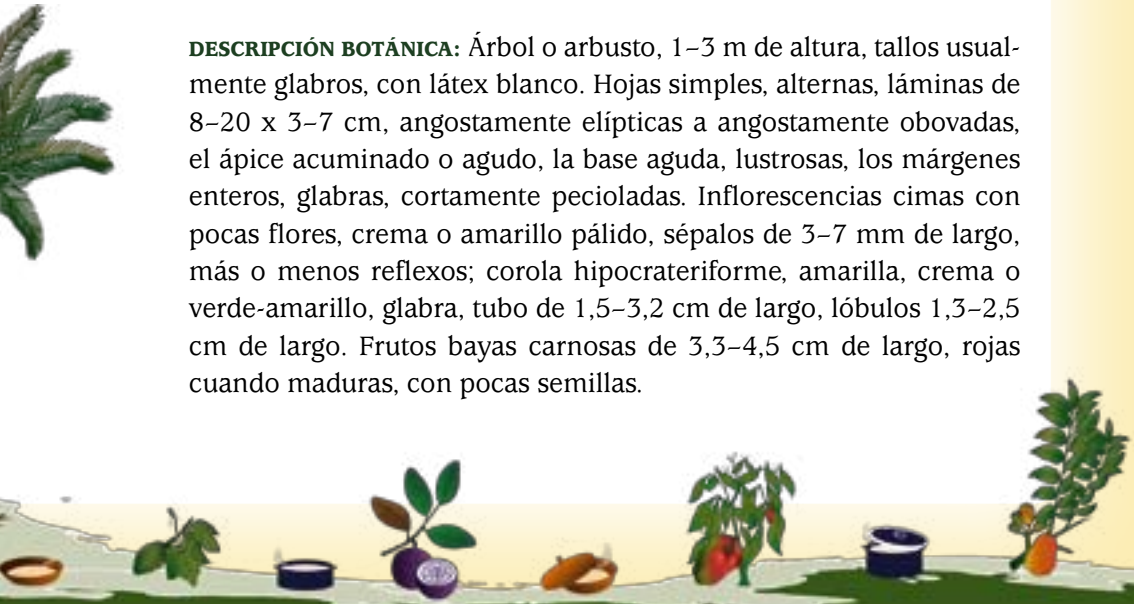 DESCRIPCIÓN BOTÁNICA: Árbol o arbusto, 1–3 m de altura, tallos usual-
mente glabros, con látex blanco. Hojas simples, alternas, láminas de
8–20 x 3–7 cm, angostamente elípticas a angostamente obovadas,
el ápice acuminado o agudo, la base aguda, lustrosas, los márgenes
enteros, glabras, cortamente pecioladas. Inflorescencias cimas con
pocas flores, crema o amarillo pálido, sépalos de 3–7 mm de largo,
más o menos reflexos; corola hipocrateriforme, amarilla, crema o
verde-amarillo, glabra, tubo de 1,5–3,2 cm de largo, lóbulos 1,3–2,5
cm de largo. Frutos bayas carnosas de 3,3–4,5 cm de largo, rojas
cuando maduras, con pocas semillas.